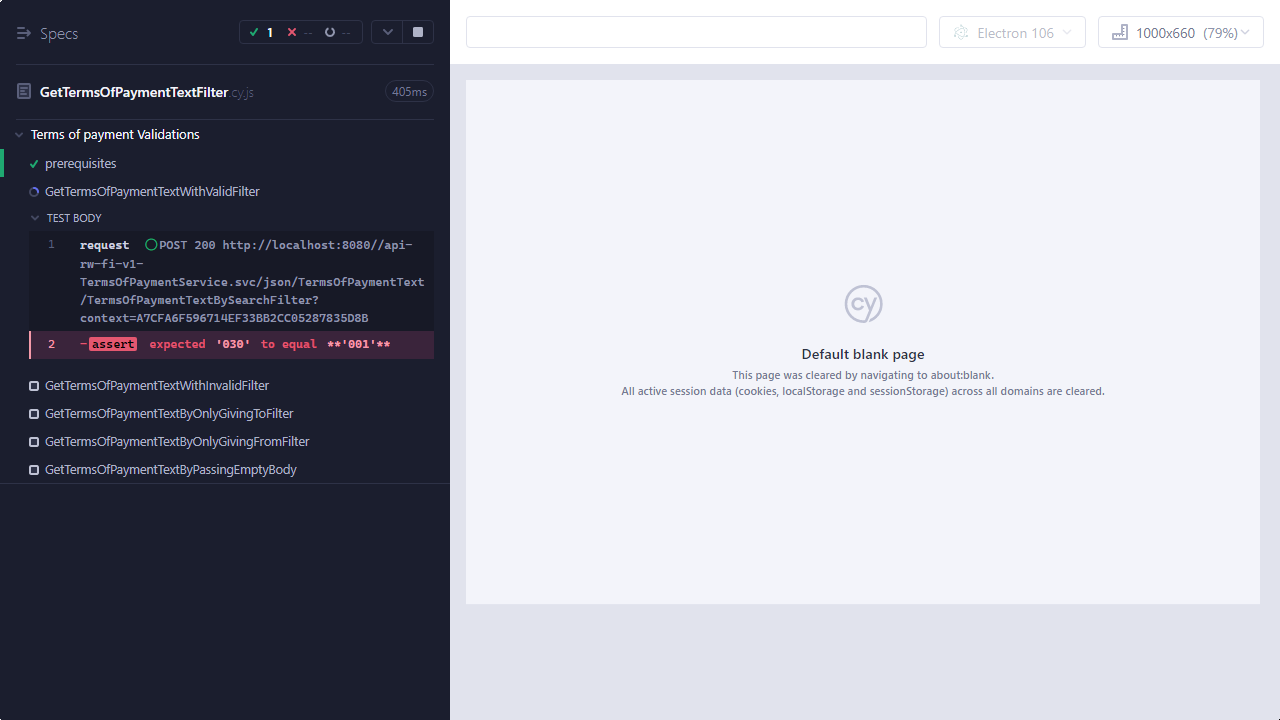 Specs
1
--
--
Electron 106
1000x660 (79%)
GetTermsOfPaymentTextFilter.cy.js
405ms
Terms of payment Validations
prerequisites
GetTermsOfPaymentTextWithValidFilter
TEST BODY
1 request POST 200 http://localhost:8080//api-
rw-fi-v1-
TermsOfPaymentService.svc/json/TermsOfPaymentText
/TermsOfPaymentTextBySearchFilter?
context=A7CFA6F596714EF33BB2CC05287835D8B
2 -assert expected '030' to equal **'001'**
GetTermsOfPaymentTextWithInvalidFilter
GetTermsOfPaymentTextByOnlyGivingToFilter
GetTermsOfPaymentTextByOnlyGivingFromFilter
GetTermsOfPaymentTextByPassingEmptyBody
cy
Default blank page
This page was cleared by navigating to about:blank.
All active session data (cookies, localStorage and sessionStorage) across all domains are cleared.